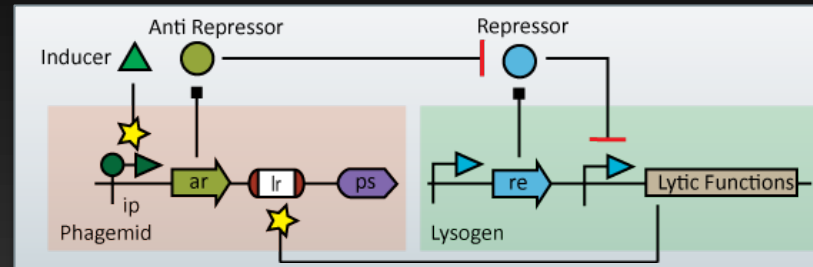 Anti Repressor
Repressor
Inducer
ar
lr
ps
re
Lytic Functions
ip
Phagemid
Lysogen